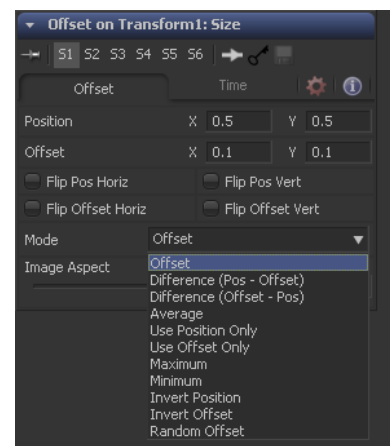 Offset on Transform1: Size
S1 S2 S3 S4 S5 S6
Offset Time
Position X 0.5 Y 0.5
Offset X 0.1 Y 0.1
Flip Pos Horiz Flip Pos Vert
Flip Offset Horiz Flip Offset Vert
Mode Offset
Image Aspect
Offset
Difference (Pos - Offset)
Difference (Offset - Pos)
Average
Use Position Only
Use Offset Only
Maximum
Minimum
Invert Position
Invert Offset
Random Offset